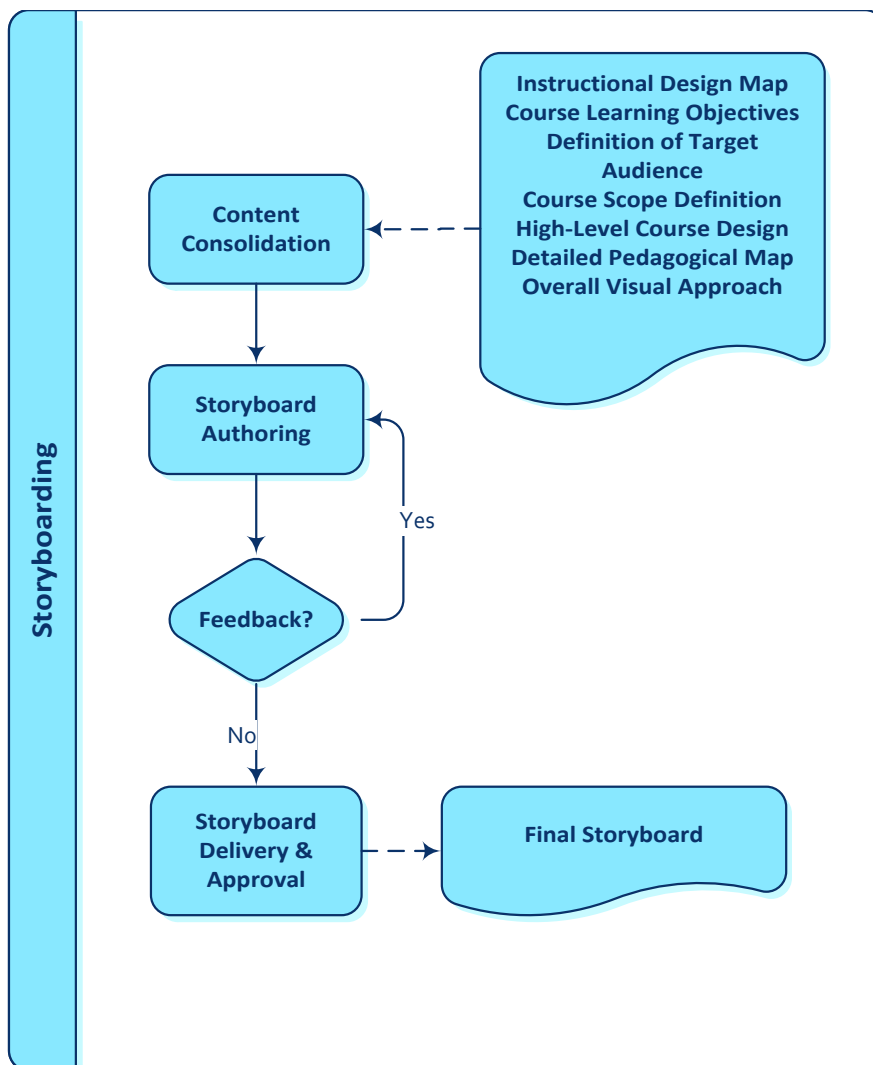 Storyboarding
Instructional Design Map
Course Learning Objectives
Definition of Target
Audience
Course Scope Definition
High-Level Course Design
Detailed Pedagogical Map
Overall Visual Approach
Content
Consolidation
Storyboard
Authoring
Yes
Feedback?
No
Storyboard
Delivery &
Approval
Final Storyboard